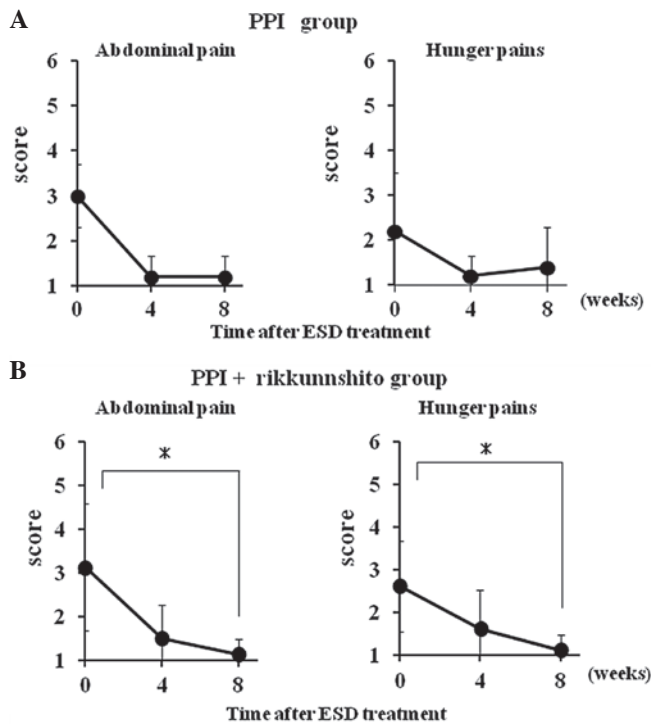 A
PPI group
Abdominal pain
Hunger pains
6
5
4
3
2
1
score
0
4
8
6
5
4
3
2
1
score
0
4
8
(weeks)
Time after ESD treatment
B
PPI + rikkunnshito group
Abdominal pain
Hunger pains
6
5
4
3
2
1
score
*
0
4
8
6
5
4
3
2
1
score
*
0
4
8
(weeks)
Time after ESD treatment